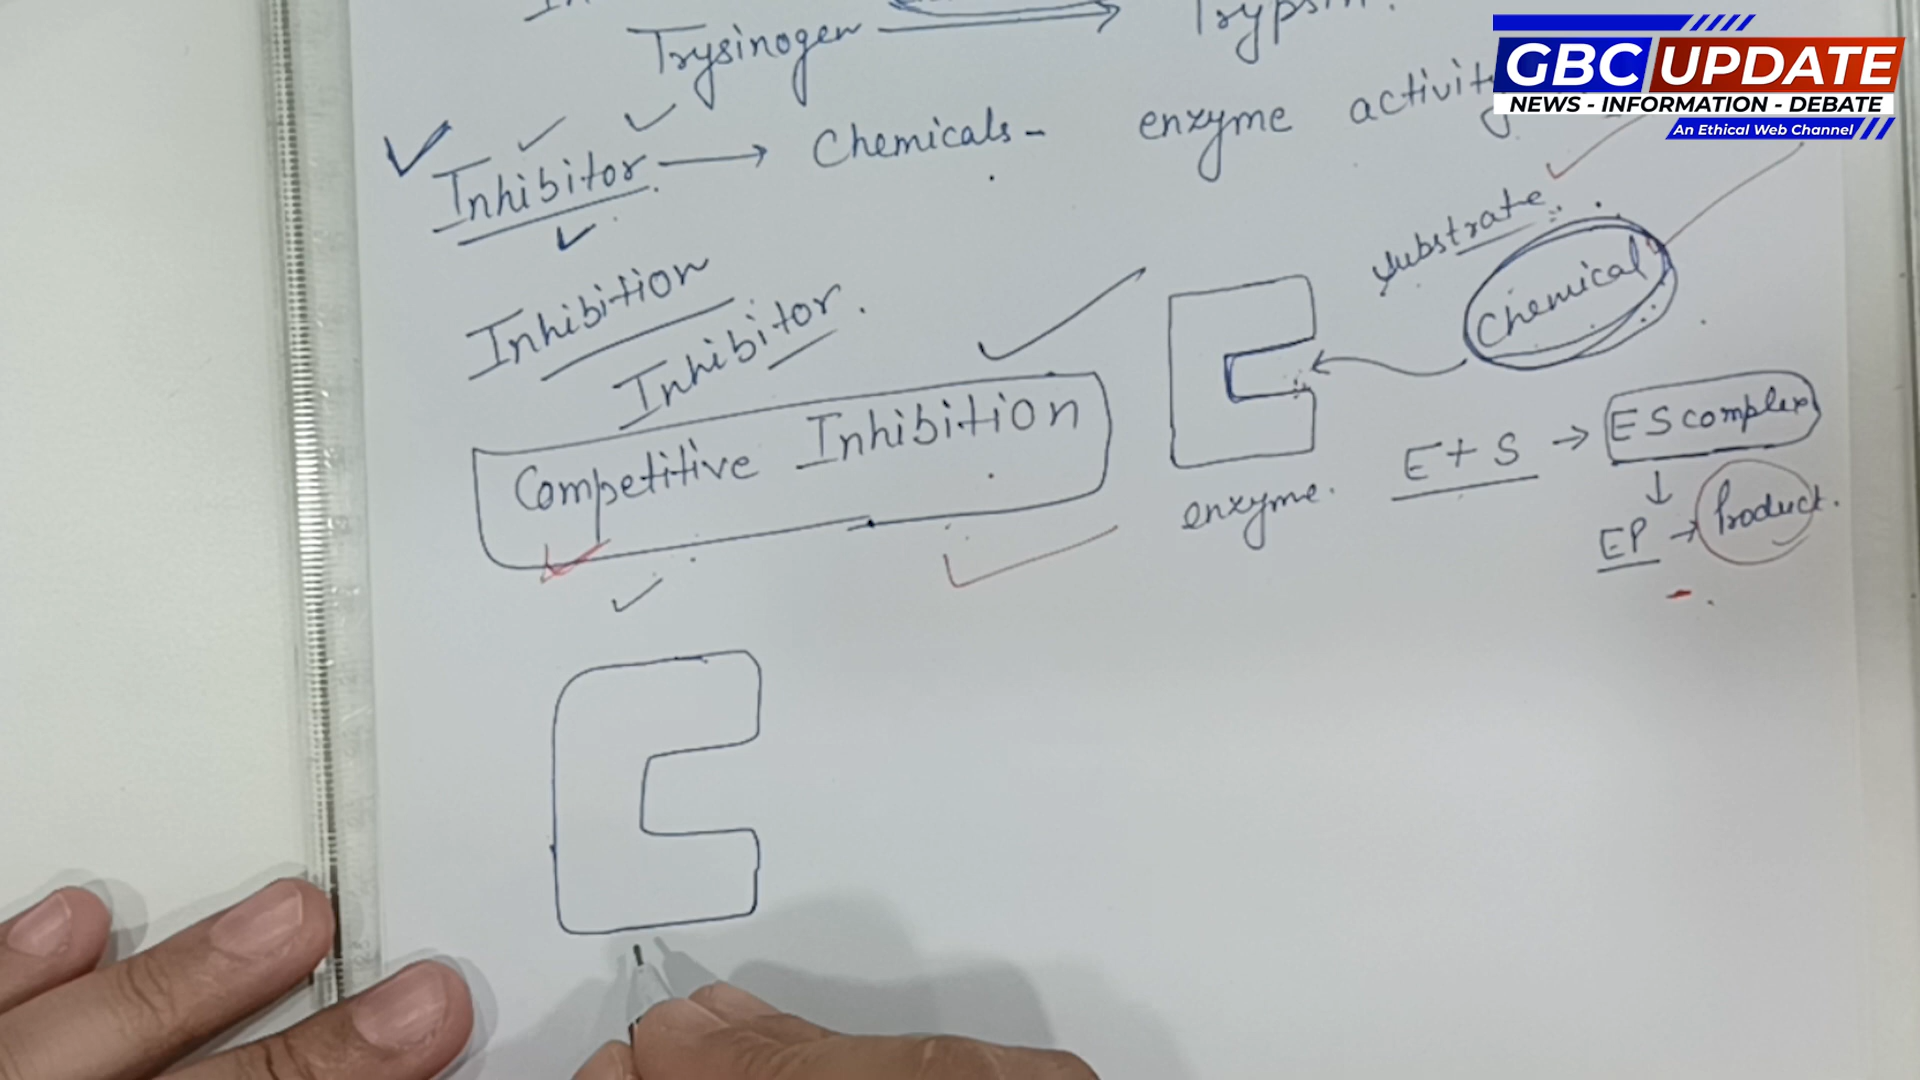 Trysinogen → Trypsin.
Inhibitor → Chemicals - enzyme activity
Inhibition
Inhibitor.
Competitive Inhibition
substrate
Chemical
enzyme.
E + S → ES complex
↓
EP → Product.
GBC UPDATE
NEWS - INFORMATION - DEBATE
An Ethical Web Channel